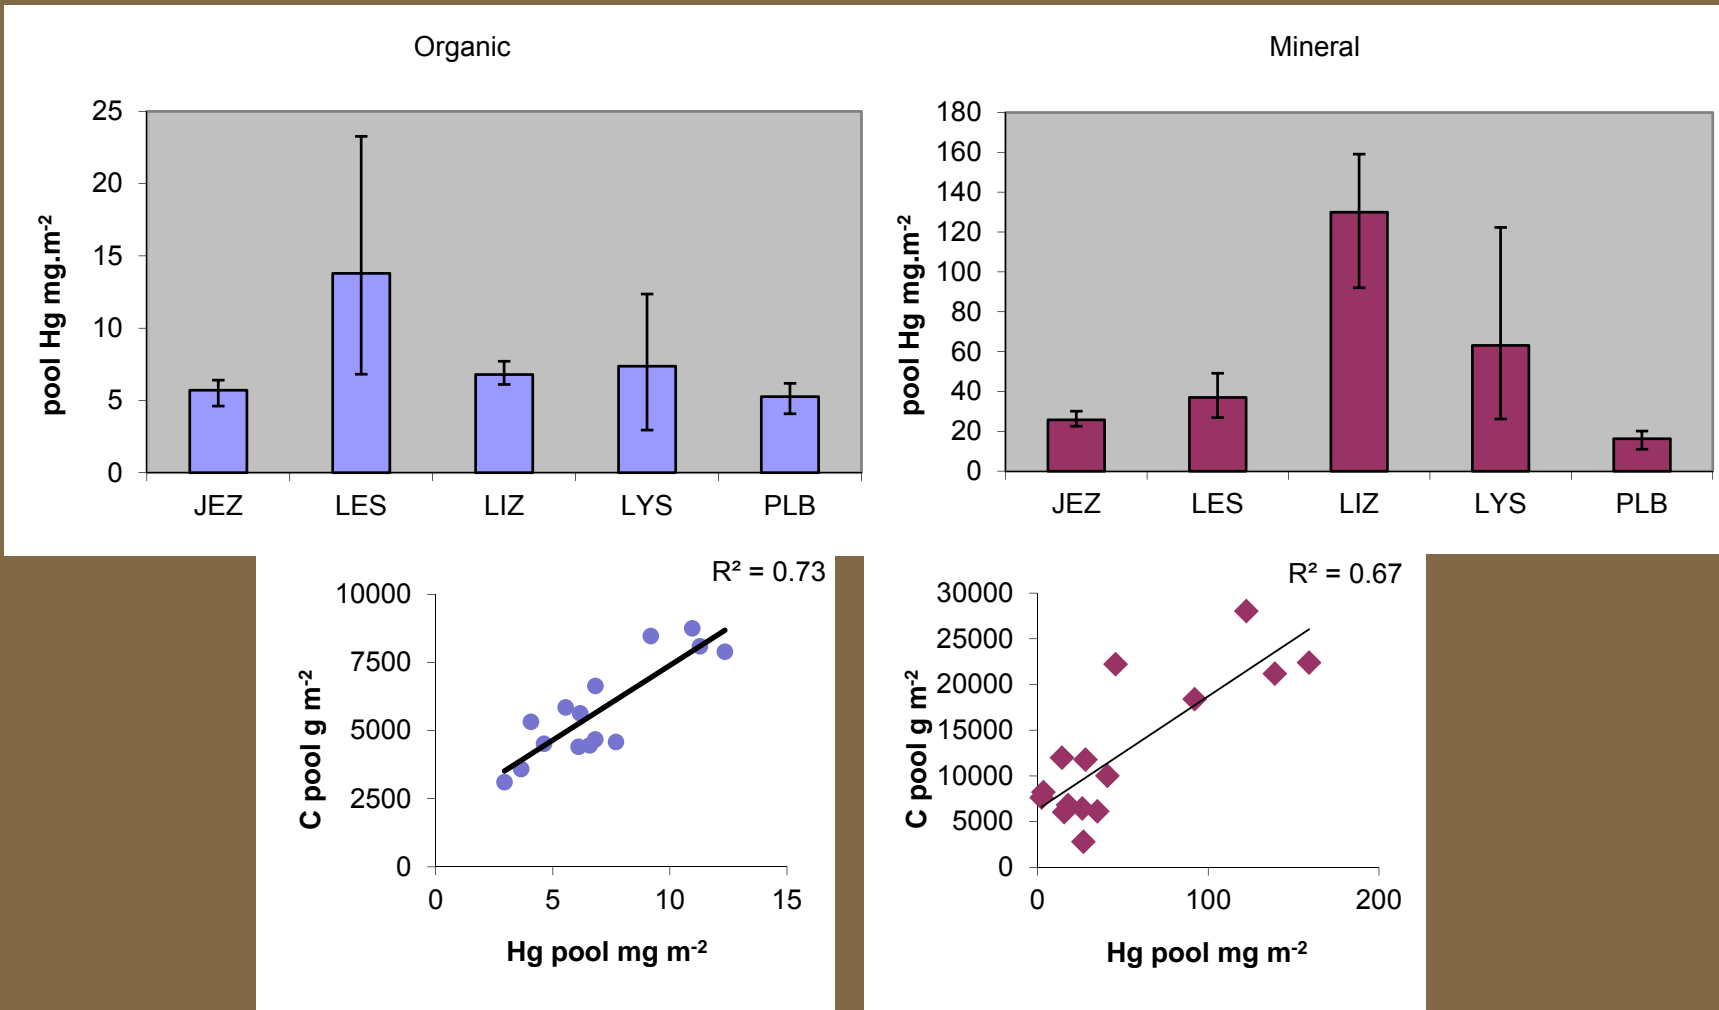 Organic
pool Hg mg.m⁻²
25
20
15
10
5
0
JEZ LES LIZ LYS PLB
Mineral
pool Hg mg.m⁻²
180
160
140
120
100
80
60
40
20
0
JEZ LES LIZ LYS PLB
R² = 0.73
C pool g m⁻²
10000
7500
5000
2500
0
0 5 10 15
Hg pool mg m⁻²
R² = 0.67
C pool g m⁻²
30000
25000
20000
15000
10000
5000
0
0 100 200
Hg pool mg m⁻²